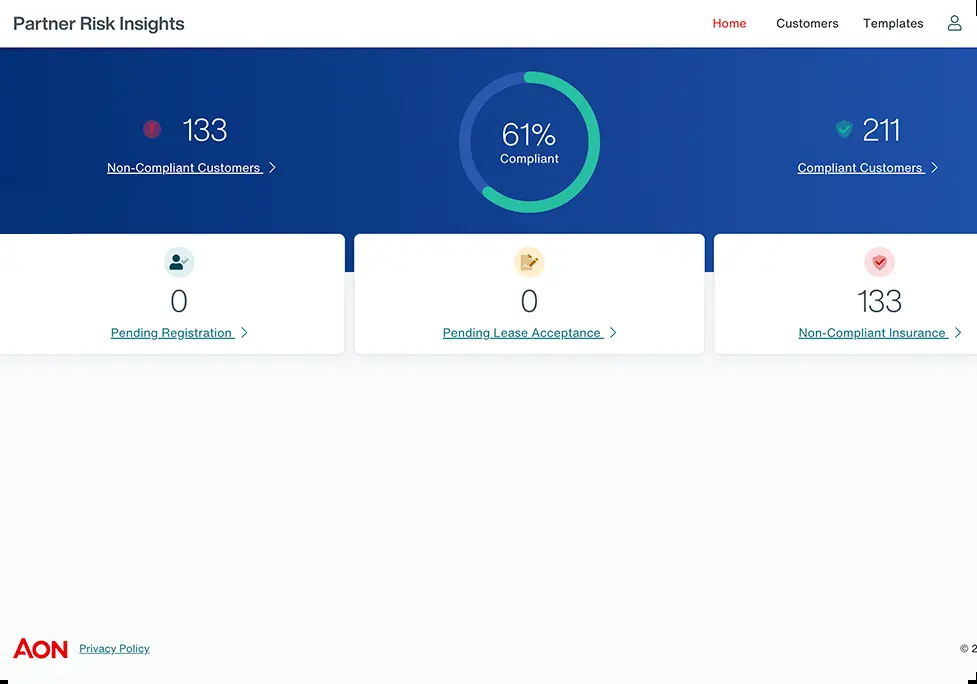 Partner Risk Insights
Home Customers Templates
133
Non-Compliant Customers
61%
Compliant
211
Compliant Customers
0
Pending Registration
0
Pending Lease Acceptance
133
Non-Compliant Insurance
AON Privacy Policy
© 2